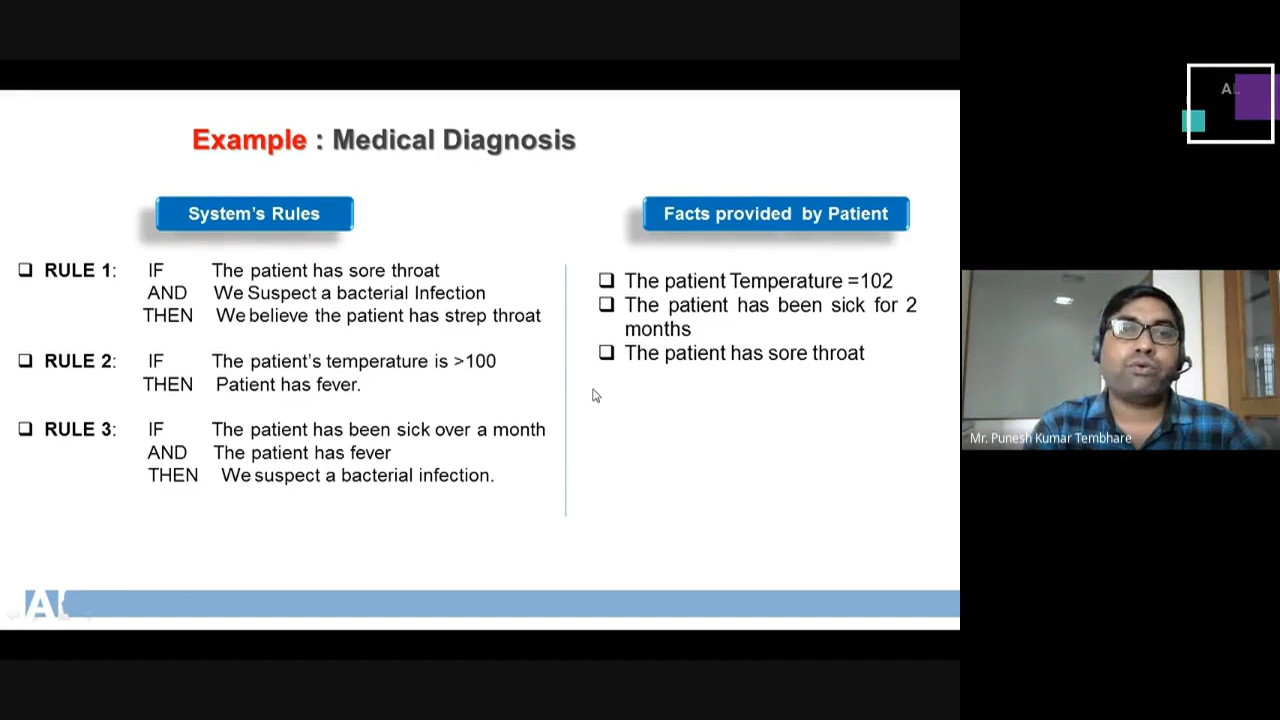 Example : Medical Diagnosis
System's Rules
RULE 1: IF The patient has sore throat
AND We Suspect a bacterial Infection
THEN We believe the patient has strep throat
RULE 2: IF The patient's temperature is >100
THEN Patient has fever.
RULE 3: IF The patient has been sick over a month
AND The patient has fever
THEN We suspect a bacterial infection.
Facts provided by Patient
The patient Temperature =102
The patient has been sick for 2
months
The patient has sore throat
Mr. Punesh Kumar Tembhare